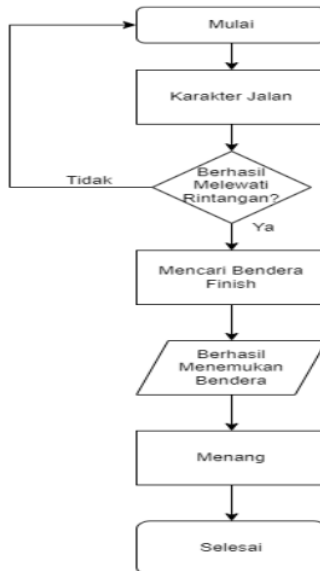 Mulai
Karakter Jalan
Berhasil
Melewati
Rintangan?
Tidak
Ya
Mencari Bendera
Finish
Berhasil
Menemukan
Bendera
Menang
Selesai